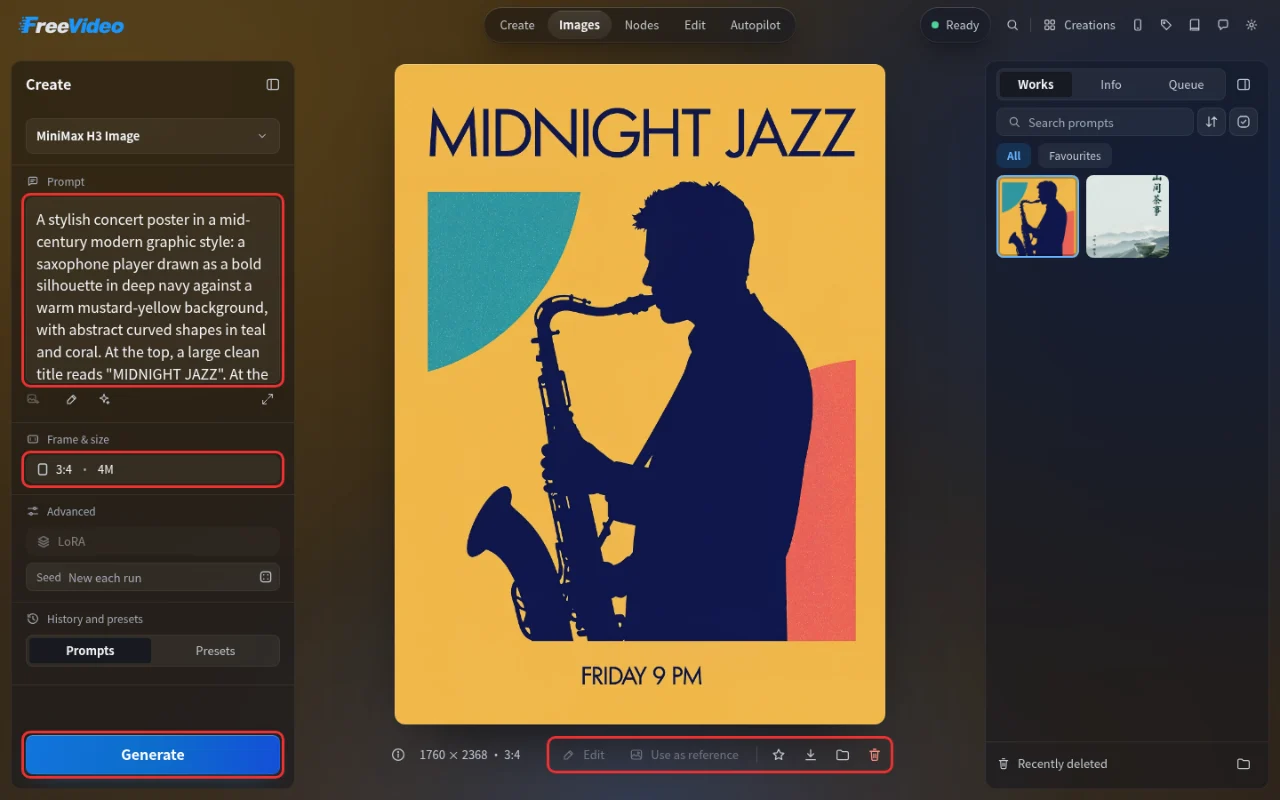 FreeVideo
Create
Images
Nodes
Edit
Autopilot
Ready
Creations
Create
MiniMax H3 Image
Prompt
A stylish concert poster in a mid-
century modern graphic style: a
saxophone player drawn as a bold
silhouette in deep navy against a
warm mustard-yellow background,
with abstract curved shapes in teal
and coral. At the top, a large clean
title reads "MIDNIGHT JAZZ". At the
Frame & size
3:4 • 4M
Advanced
LoRA
Seed New each run
History and presets
Prompts
Presets
Generate
MIDNIGHT JAZZ
FRIDAY 9 PM
1760 × 2368 • 3:4
Edit
Use as reference
Works
Info
Queue
Search prompts
All
Favourites
山
间
茶
事
Recently deleted